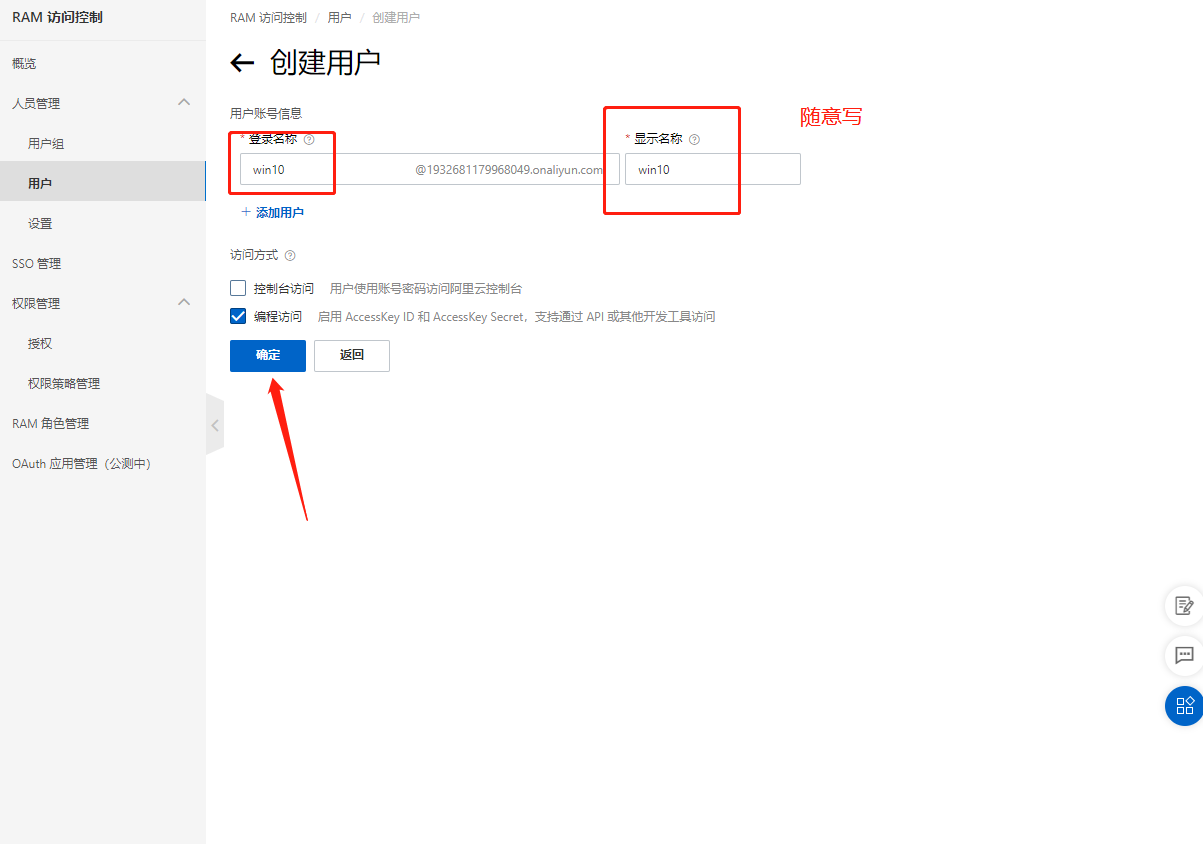 RAM 访问控制
概览
人员管理
用户组
用户
设置
SSO 管理
权限管理
授权
权限策略管理
RAM 角色管理
OAuth 应用管理（公测中）
RAM 访问控制 / 用户 / 创建用户
创建用户
用户账号信息
* 登录名称
* 显示名称
随意写
win10 @1932681179968049.onaliyun.com
win10
+ 添加用户
访问方式
控制台访问 用户使用账号密码访问阿里云控制台
编程访问 启用 AccessKey ID 和 AccessKey Secret，支持通过 API 或其他开发工具访问
确定 返回